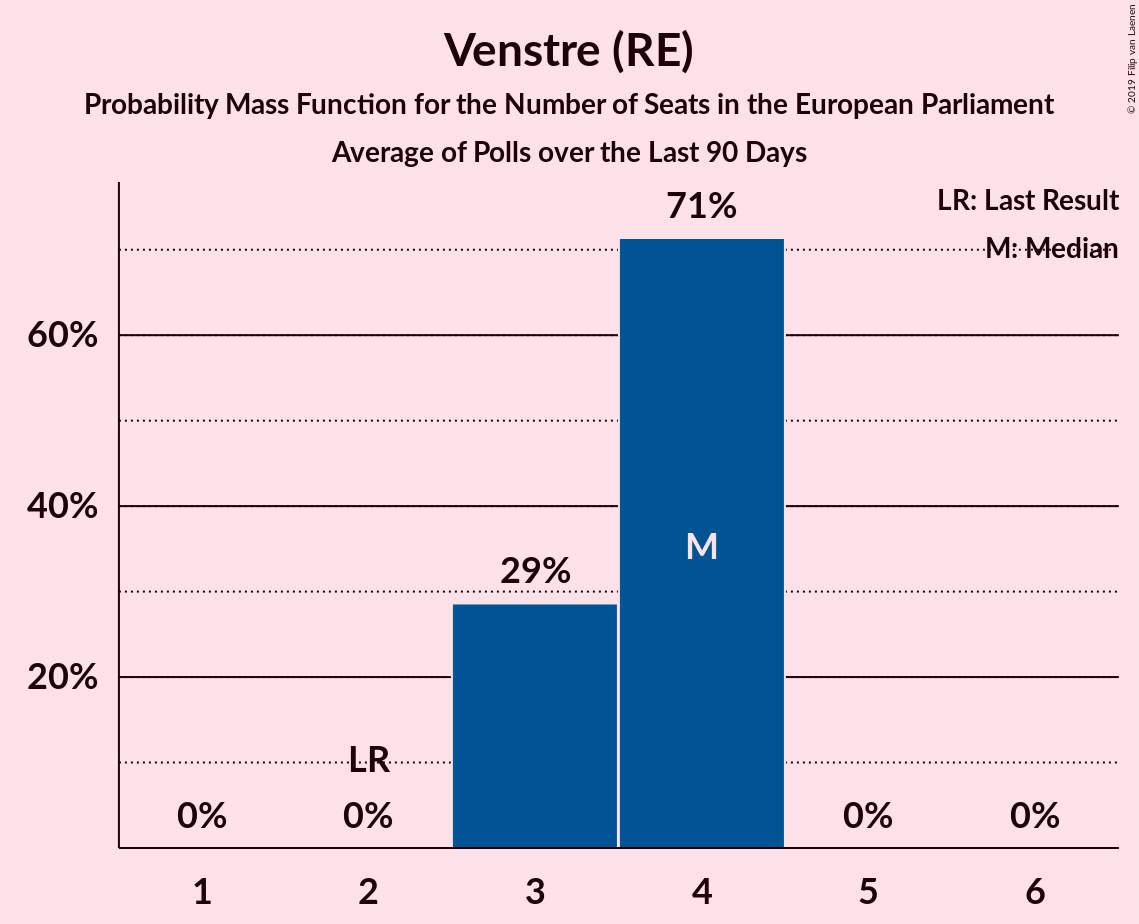 Venstre (RE)
Probability Mass Function for the Number of Seats in the European Parliament
Average of Polls over the Last 90 Days
© 2019 Filip van Laenen
LR: Last Result
M: Median
71%
60%
40%
M
29%
20%
LR
0%
0%
0%
0%
1
2
3
4
5
6